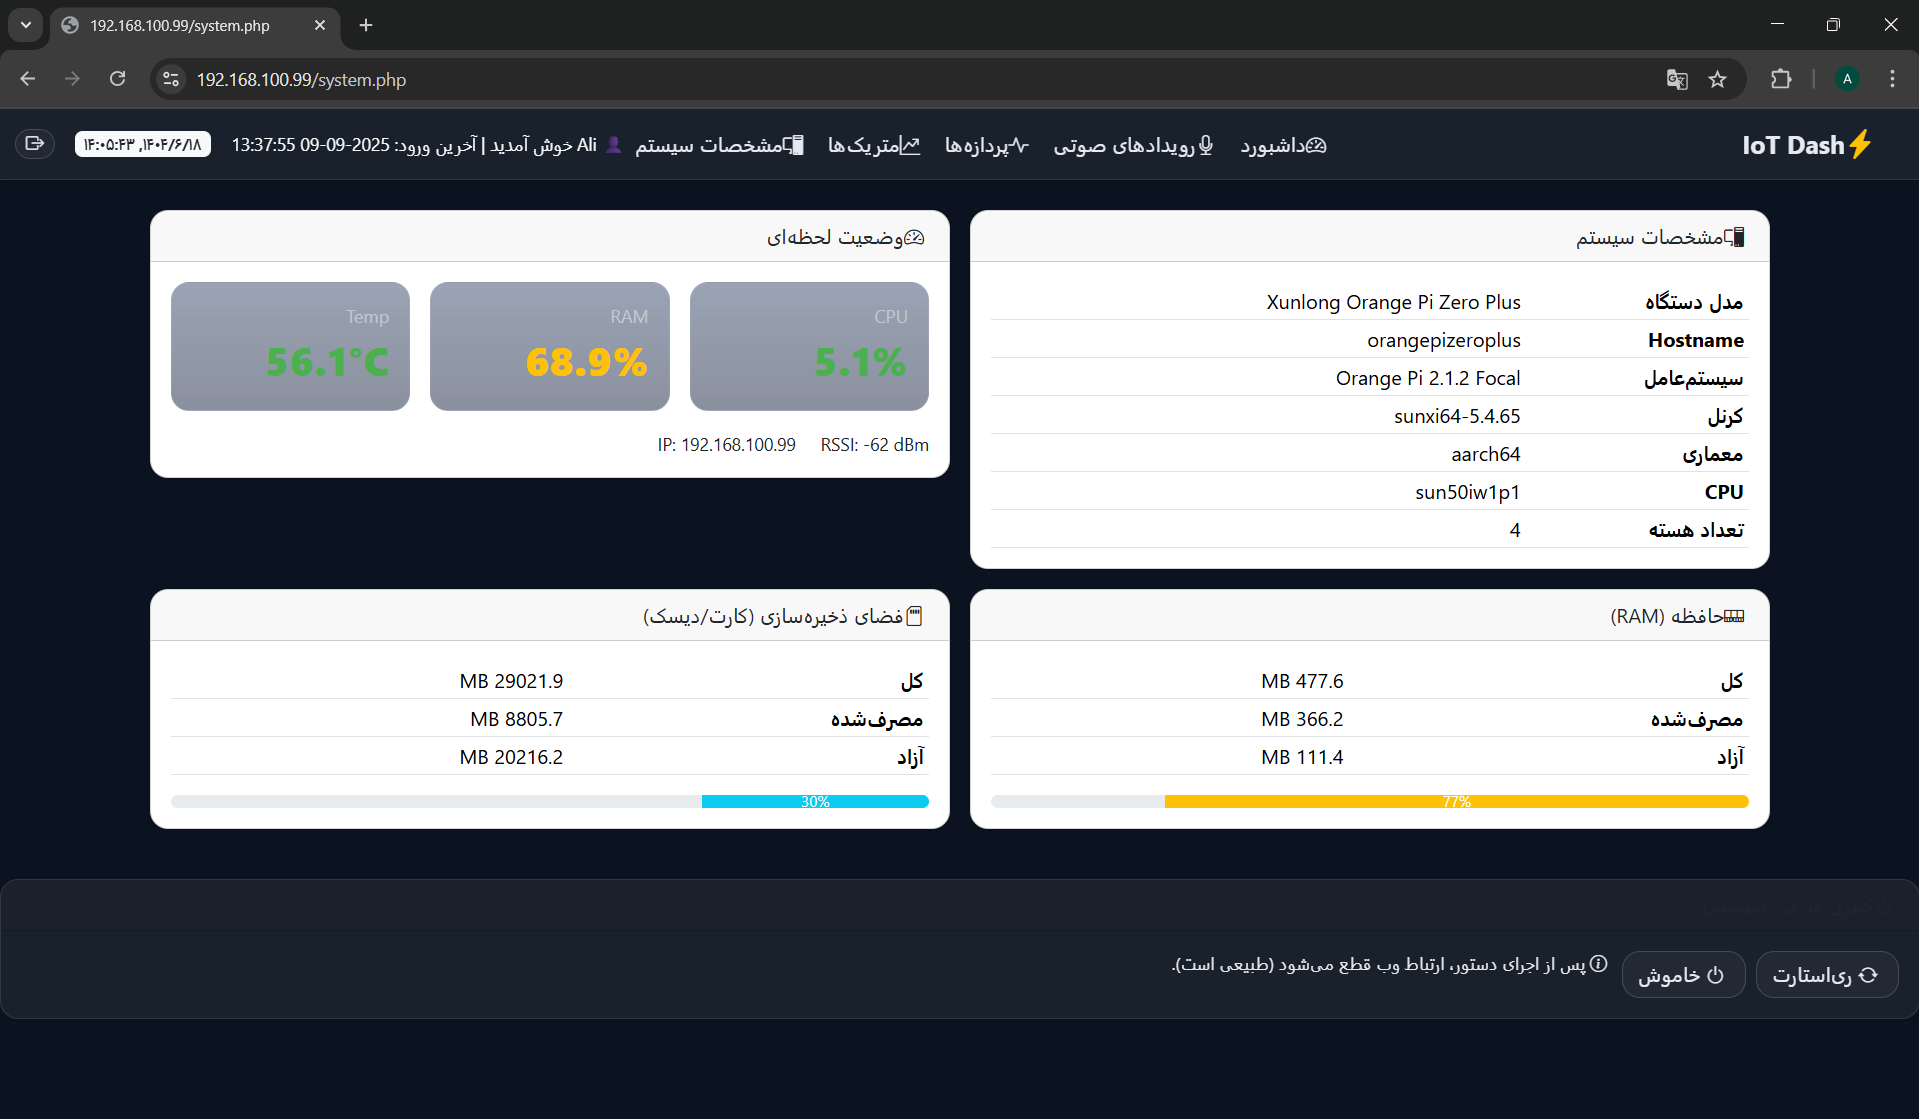 192.168.100.99/system.php
192.168.100.99/system.php
A
IoT Dash
داشبورد
رویدادهای صوتی
پردازه‌ها
متریک‌ها
مشخصات سیستم
Ali خوش آمدید | آخرین ورود: 2025-09-09 13:37:55
۱۴۰۴/۶/۱۸, ۱۴:۰۵:۴۳
مشخصات سیستم
مدل دستگاه Xunlong Orange Pi Zero Plus
Hostname orangepizeroplus
سیستم‌عامل Orange Pi 2.1.2 Focal
کرنل sunxi64-5.4.65
معماری aarch64
CPU sun50iw1p1
تعداد هسته 4
وضعیت لحظه‌ای
CPU
5.1%
RAM
68.9%
Temp
56.1°C
IP: 192.168.100.99 RSSI: -62 dBm
حافظه (RAM)
کل MB 477.6
مصرف‌شده MB 366.2
آزاد MB 111.4
77%
فضای ذخیره‌سازی (کارت/دیسک)
کل MB 29021.9
مصرف‌شده MB 8805.7
آزاد MB 20216.2
30%
ری‌استارت
خاموش
پس از اجرای دستور، ارتباط وب قطع می‌شود (طبیعی است).